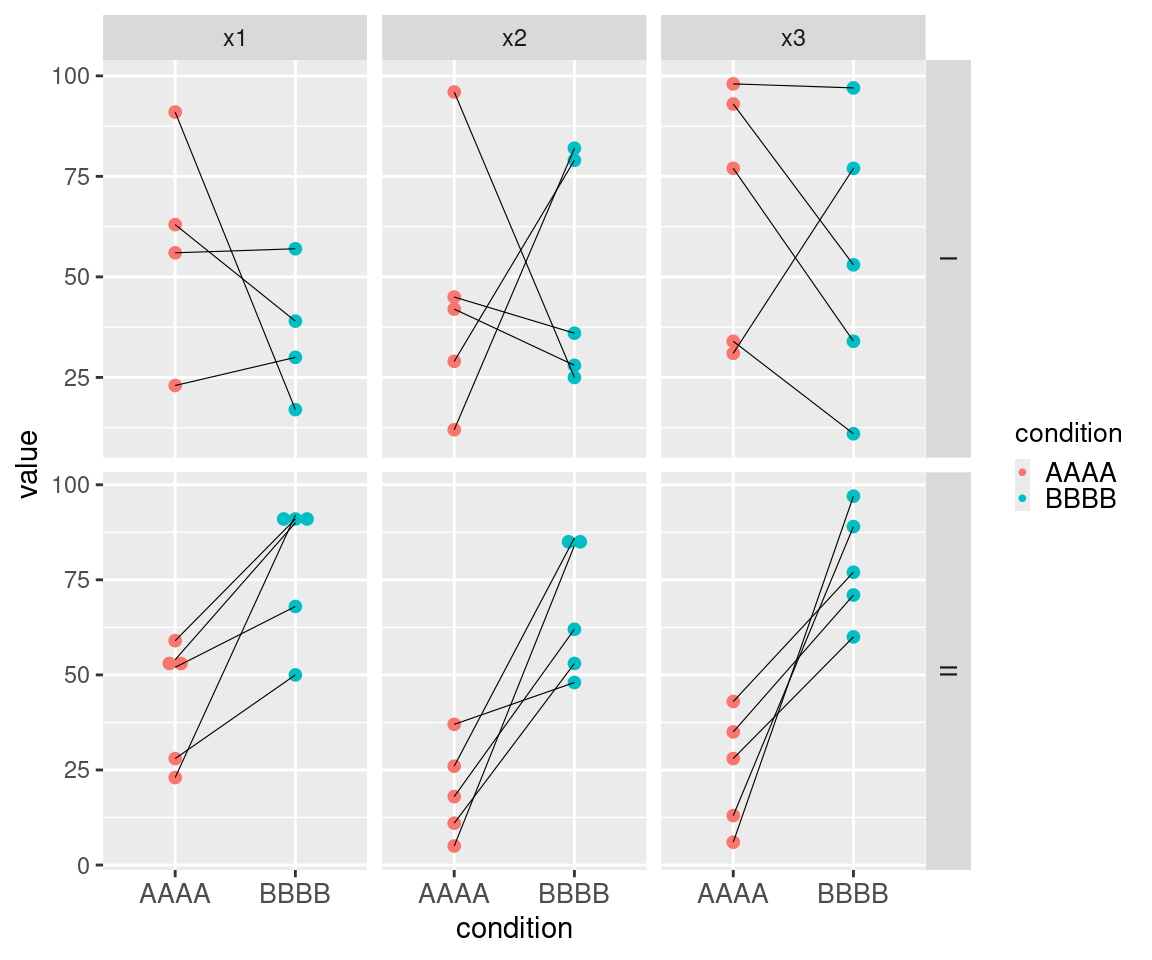 x1 x2 x3
100
75
50
25
I
value
100
75
50
25
0
II
AAAA BBBB AAAA BBBB AAAA BBBB
condition
condition
AAAA
BBBB